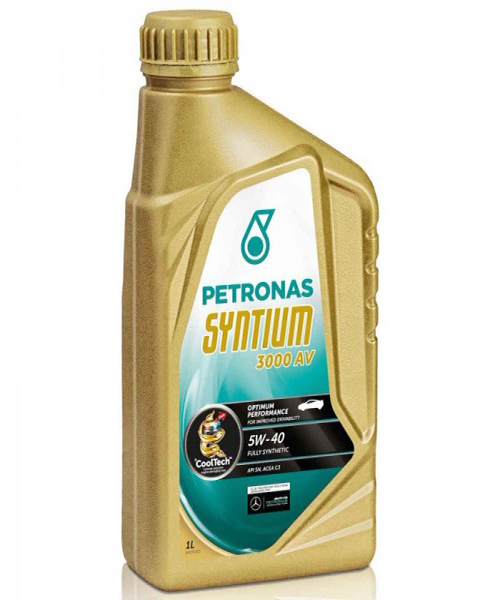 PETRONAS
SYNTIUM
3000 AV
OPTIMUM
PERFORMANCE
FOR IMPROVED DRIVABILITY
5W-40
FULLY SYNTHETIC
API SN, ACEA C3
"CoolTech"
1L